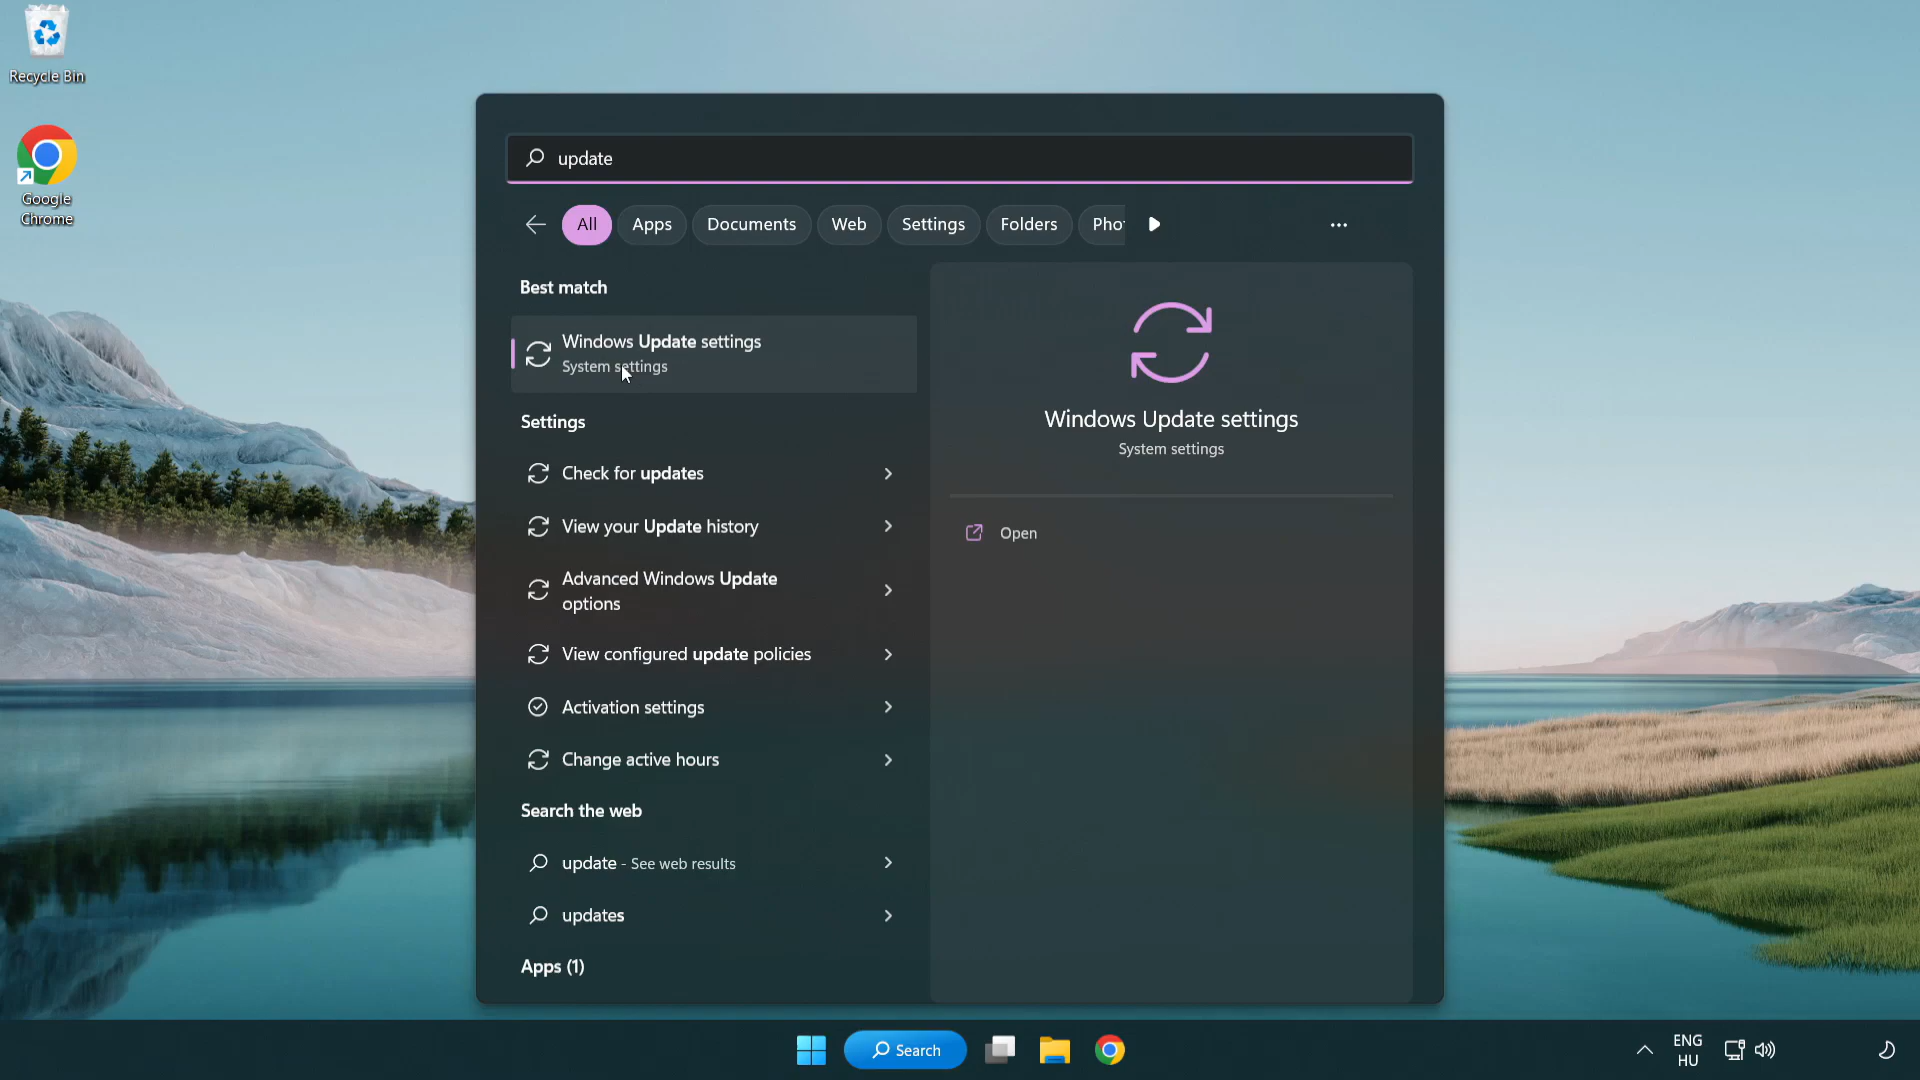 Recycle Bin
Google
Chrome
update
All
Apps
Documents
Web
Settings
Folders
Pho
Best match
Windows Update settings
System settings
Settings
Check for updates
View your Update history
Advanced Windows Update
options
View configured update policies
Activation settings
Change active hours
Search the web
update - See web results
updates
Apps (1)
Windows Update settings
System settings
Open
Search
ENG
HU